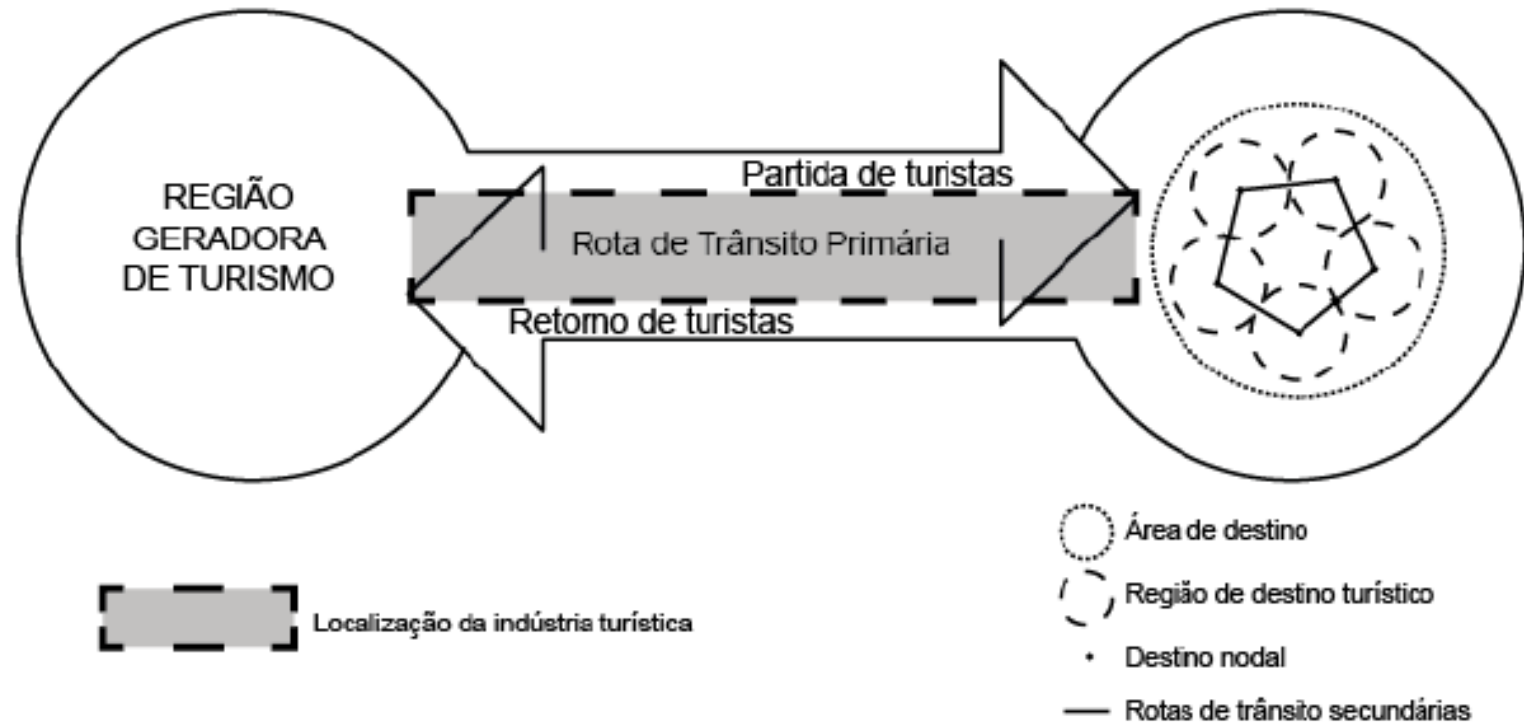 REGIÃO
GERADORA
DE TURISMO
Partida de turistas
Rota de Trânsito Primária
Retorno de turistas
Localização da indústria turística
Área de destino
Região de destino turístico
Destino nodal
Rotas de trânsito secundárias